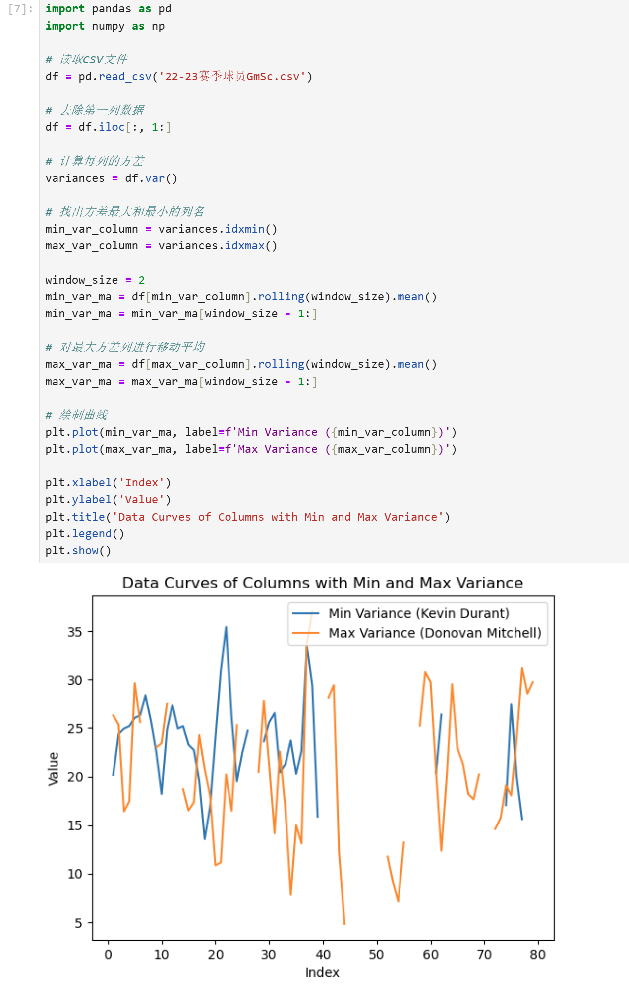 [7]:
import pandas as pd
import numpy as np
# 读取CSV文件
df = pd.read_csv('22-23赛季球员GmSc.csv')
# 去除第一列数据
df = df.iloc[:, 1:]
# 计算每列的方差
variances = df.var()
# 找出方差最大和最小的列名
min_var_column = variances.idxmin()
max_var_column = variances.idxmax()
window_size = 2
min_var_ma = df[min_var_column].rolling(window_size).mean()
min_var_ma = min_var_ma[window_size - 1:]
# 对最大方差列进行移动平均
max_var_ma = df[max_var_column].rolling(window_size).mean()
max_var_ma = max_var_ma[window_size - 1:]
# 绘制曲线
plt.plot(min_var_ma, label=f'Min Variance ({min_var_column})')
plt.plot(max_var_ma, label=f'Max Variance ({max_var_column})')
plt.xlabel('Index')
plt.ylabel('Value')
plt.title('Data Curves of Columns with Min and Max Variance')
plt.legend()
plt.show()
Data Curves of Columns with Min and Max Variance
Min Variance (Kevin Durant)
Max Variance (Donovan Mitchell)
35
30
25
20
15
10
5
Value
0 10 20 30 40 50 60 70 80
Index